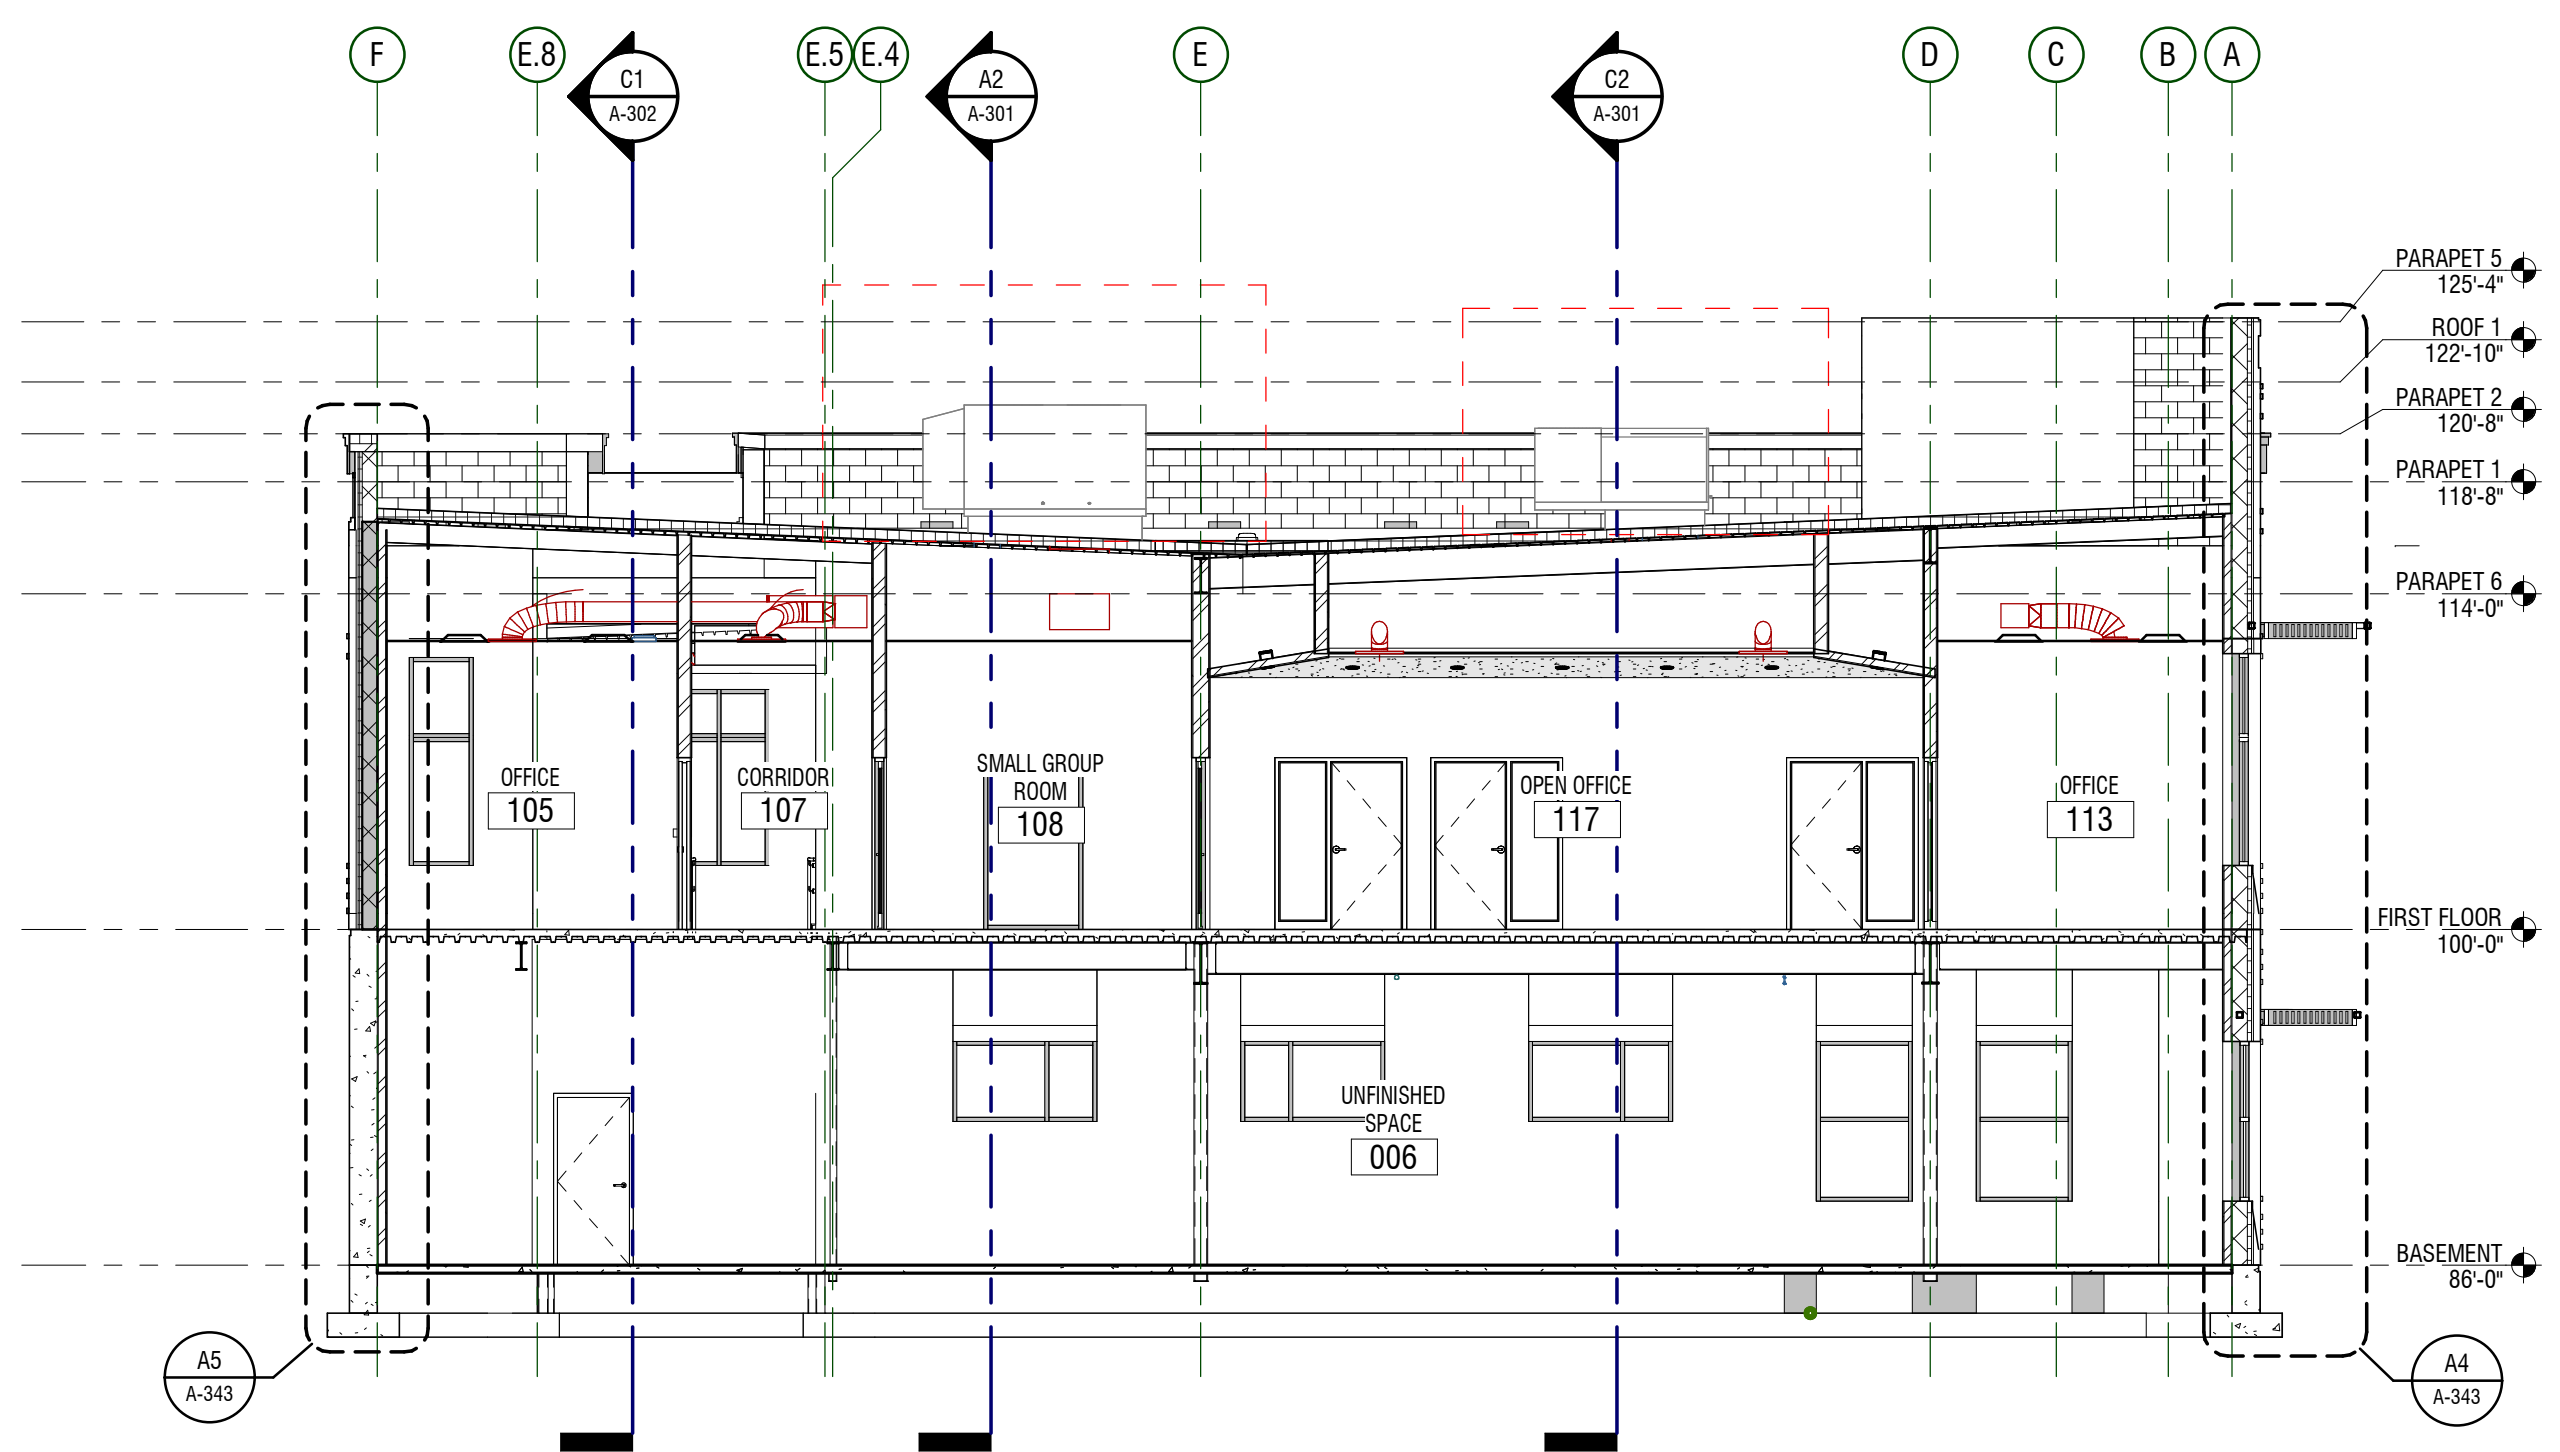 F
E.8
E.5
E.4
E
D
C
B
A
C1
A-302
A2
A-301
C2
A-301
PARAPET 5
125'-4"
ROOF 1
122'-10"
PARAPET 2
120'-8"
PARAPET 1
118'-8"
PARAPET 6
114'-0"
OFFICE
105
CORRIDOR
107
SMALL GROUP
ROOM
108
OPEN OFFICE
117
OFFICE
113
FIRST FLOOR
100'-0"
UNFINISHED
SPACE
006
BASEMENT
86'-0"
A5
A-343
A4
A-343